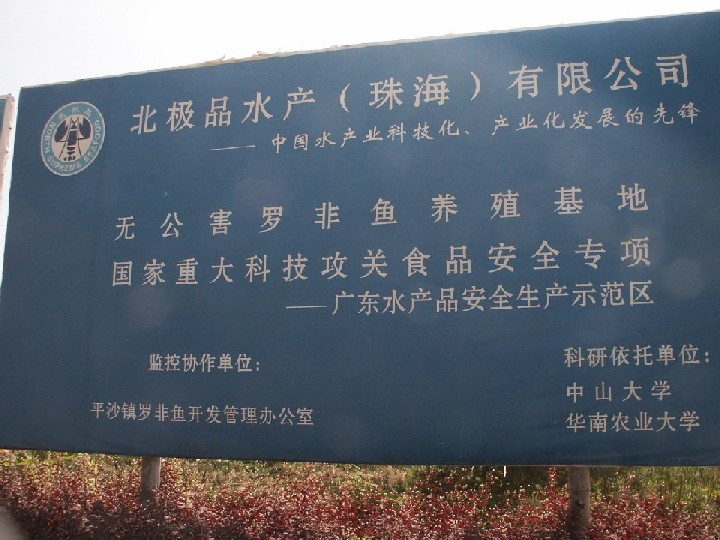 北极品水产（珠海）有限公司
——中国水产业科技化、产业化发展的先锋
无公害罗非鱼养殖基地
国家重大科技攻关食品安全专项
——广东水产品安全生产示范区
监控协作单位：
平沙镇罗非鱼开发管理办公室
科研依托单位：
中山大学
华南农业大学